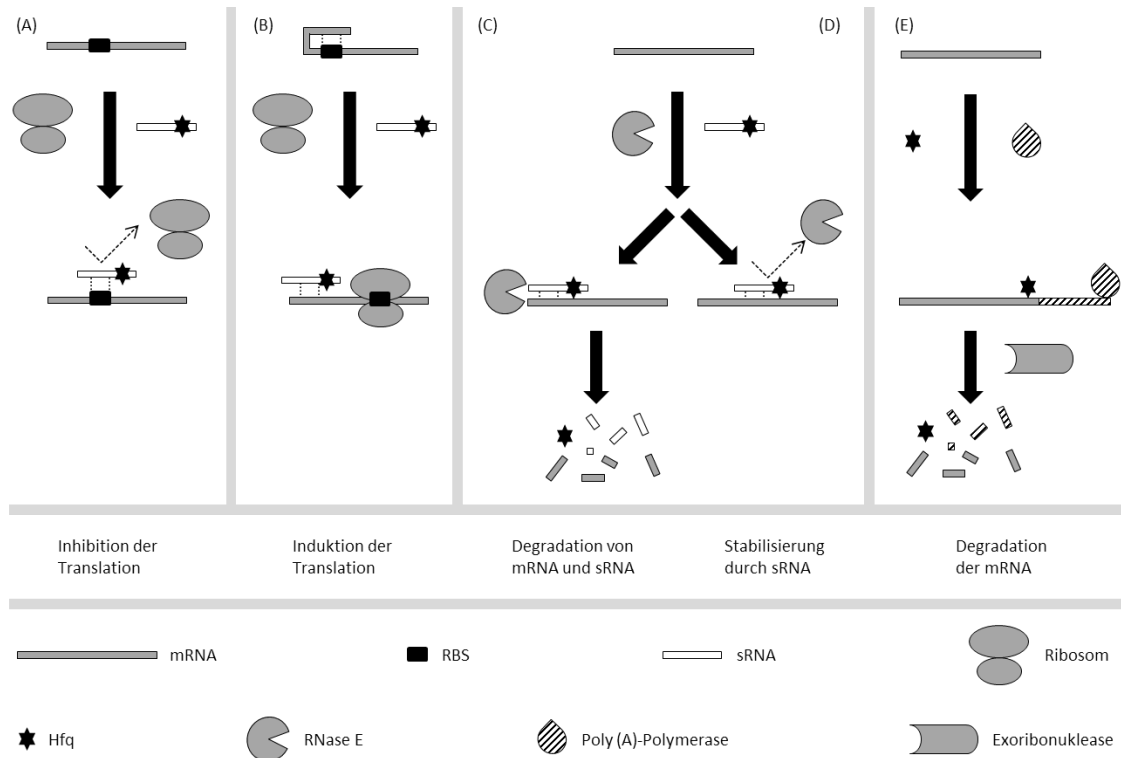 (A)
(B)
(C)
(D)
(E)
Inhibition der
Translation
Induktion der
Translation
Degradation von
mRNA und sRNA
Stabilisierung
durch sRNA
Degradation
der mRNA
mRNA
RBS
sRNA
Ribosom
Hfq
RNase E
Poly (A)-Polymerase
Exoribonuklease